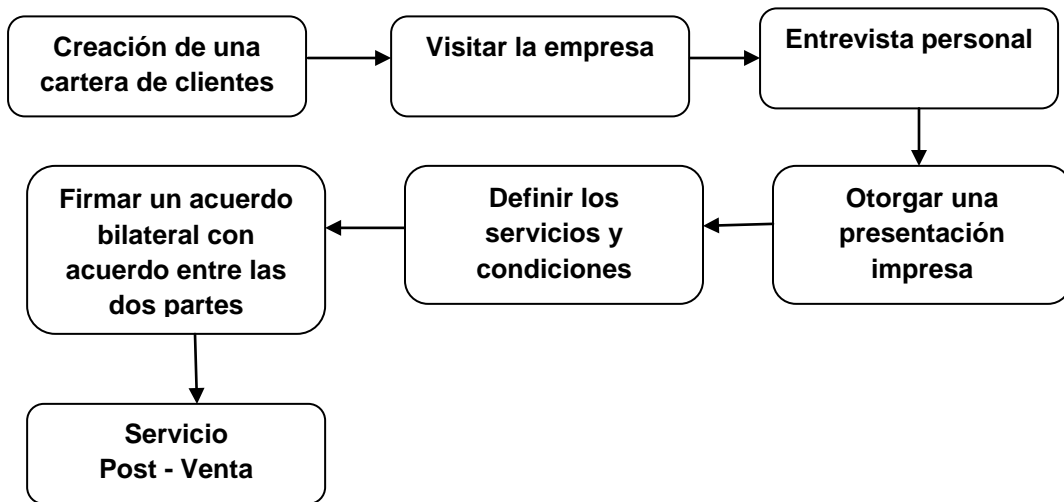 Creación de una
cartera de clientes
Visitar la empresa
Entrevista personal
Otorgar una
presentación
impresa
Definir los
servicios y
condiciones
Firmar un acuerdo
bilateral con
acuerdo entre las
dos partes
Servicio
Post - Venta